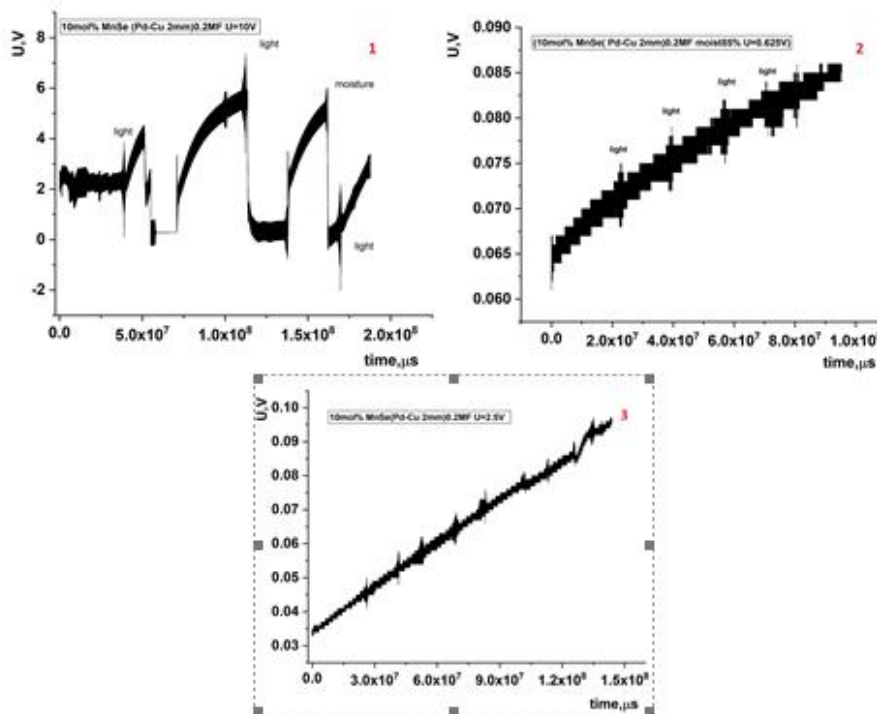 10mol% MnSe (Pd-Cu 2mm)0.2MF U=10V
1
U,V
8
6
4
2
0
-2
light
light
moisture
light
0.0
5.0x10⁷
1.0x10⁸
1.5x10⁸
2.0x10⁸
time,μs
(10mol% MnSe( Pd-Cu 2mm)0.2MF moist85% U=0.625V)
2
U,V
0.090
0.085
0.080
0.075
0.070
0.065
0.060
light
light
light
light
light
0.0
2.0x10⁷
4.0x10⁷
6.0x10⁷
8.0x10⁷
1.0x10
time,μs
10mol% MnSe(Pd-Cu 2mm)0.2MF U=2.5V
3
U,V
0.10
0.09
0.08
0.07
0.06
0.05
0.04
0.03
0.0
3.0x10⁷
6.0x10⁷
9.0x10⁷
1.2x10⁸
1.5x10⁸
time,μs